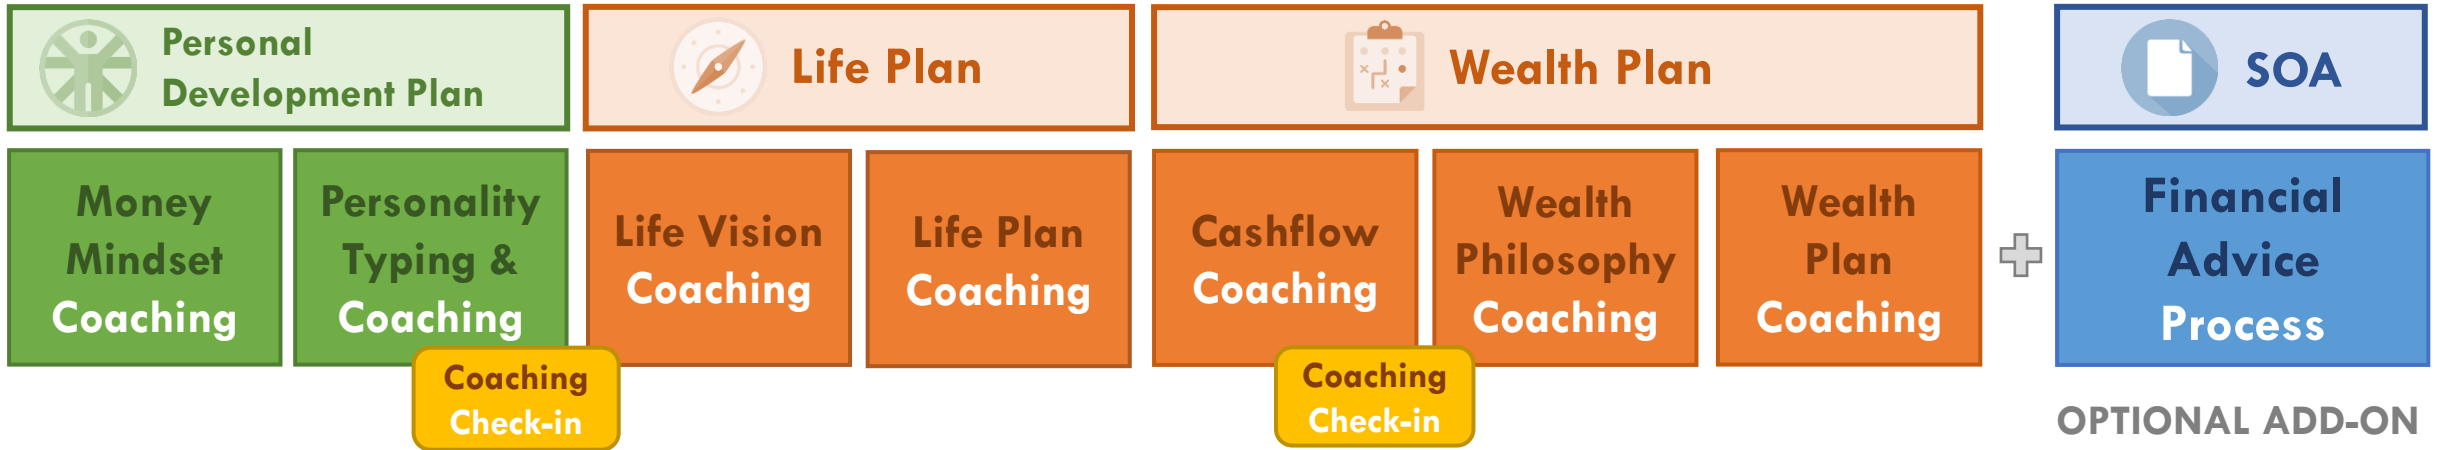 Personal
Development Plan
Life Plan
Wealth Plan
SOA
Money
Mindset
Coaching
Personality
Typing &
Coaching
Life Vision
Coaching
Life Plan
Coaching
Cashflow
Coaching
Wealth
Philosophy
Coaching
Wealth
Plan
Coaching
Financial
Advice
Process
Coaching
Check-in
Coaching
Check-in
OPTIONAL ADD-ON